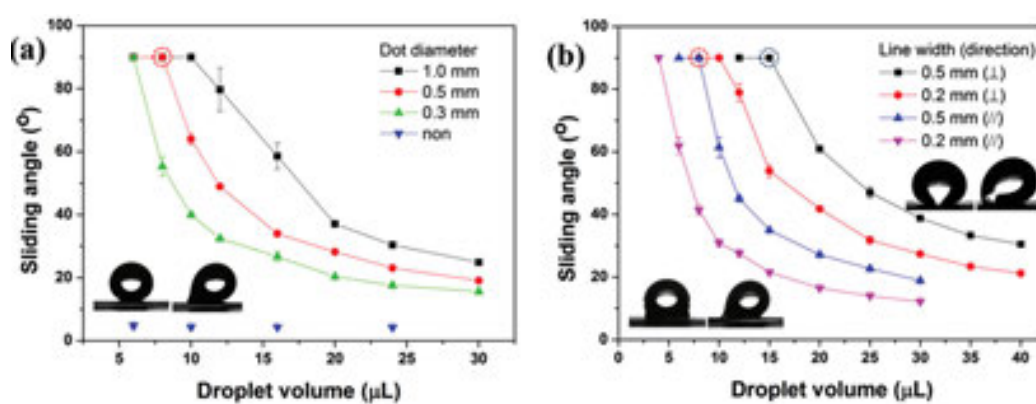 (a)
100
80
60
40
20
0
Sliding angle (°)
Dot diameter
1.0 mm
0.5 mm
0.3 mm
non
5 10 15 20 25 30
Droplet volume (μL)
(b)
100
80
60
40
20
0
Sliding angle (°)
Line width (direction)
0.5 mm (⊥)
0.2 mm (⊥)
0.5 mm (//)
0.2 mm (//)
0 5 10 15 20 25 30 35 40
Droplet volume (μL)